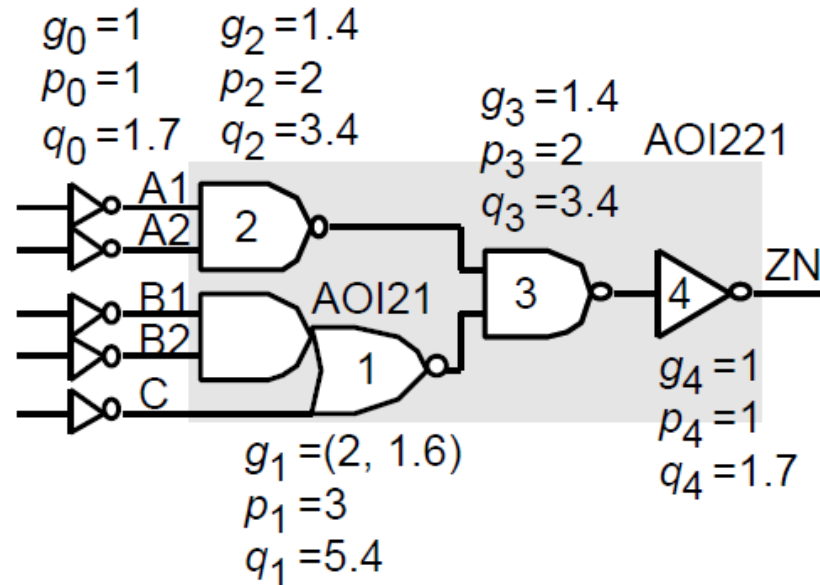 g0 =1
p0 =1
q0 =1.7
g2 =1.4
p2 =2
q2 =3.4
g3 =1.4
p3 =2
q3 =3.4
AOI221
A1
A2
2
B1
B2
AOI21
3
4
ZN
1
C
g1 =(2, 1.6)
p1 =3
q1 =5.4
g4 =1
p4 =1
q4 =1.7